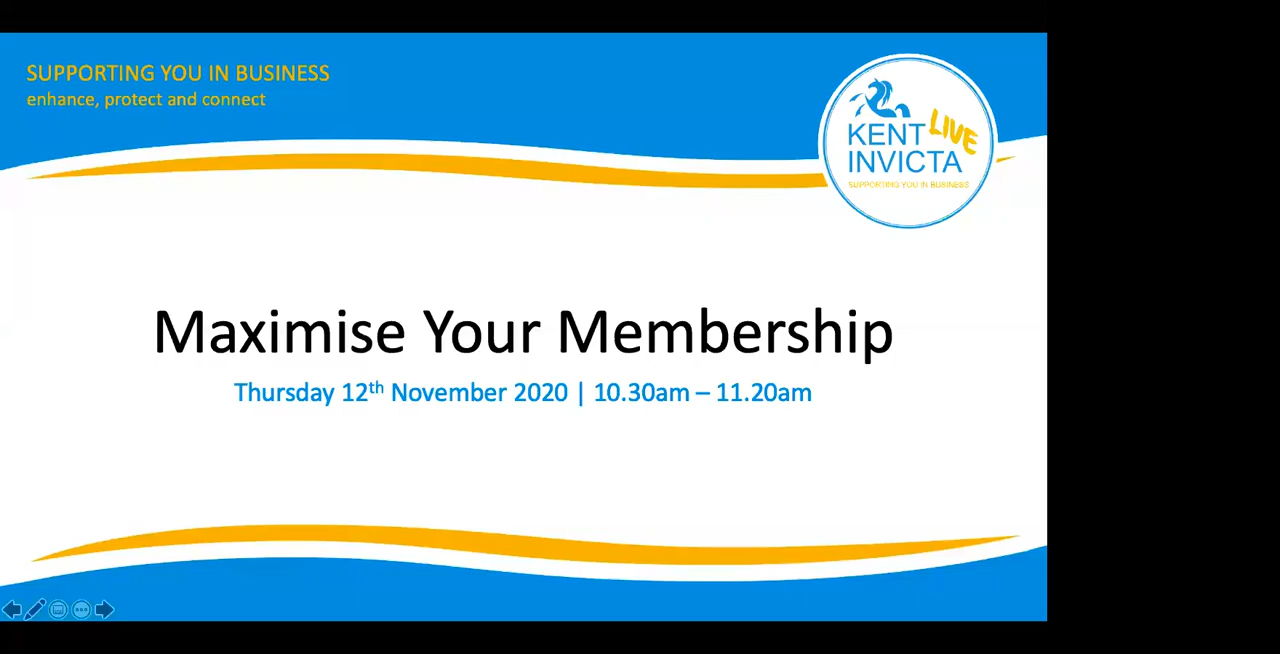 SUPPORTING YOU IN BUSINESS
enhance, protect and connect
KENT LIVE
INVICTA
SUPPORTING YOU IN BUSINESS
Maximise Your Membership
Thursday 12th November 2020 | 10.30am – 11.20am